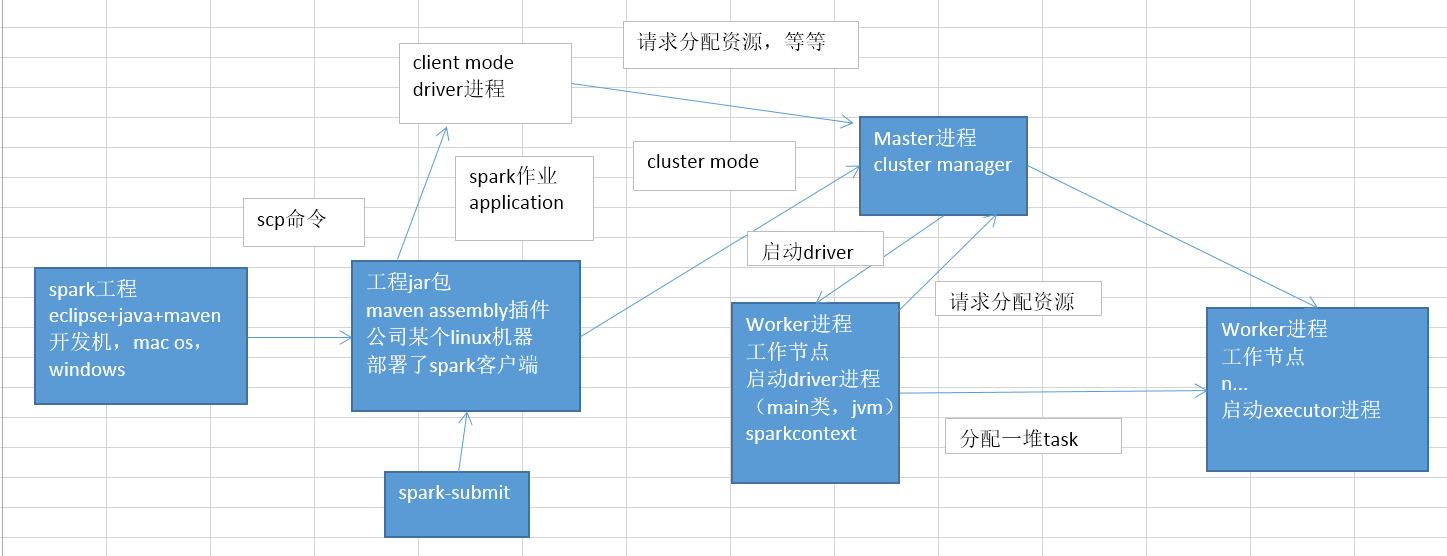 请求分配资源，等等
client mode
driver进程
Master进程
cluster manager
cluster mode
spark作业
application
scp命令
启动driver
工程jar包
maven assembly插件
公司某个linux机器
部署了spark客户端
spark工程
eclipse+java+maven
开发机，mac os，
windows
请求分配资源
Worker进程
工作节点
启动driver进程
（main类，jvm）
sparkcontext
Worker进程
工作节点
n...
启动executor进程
分配一堆task
spark-submit